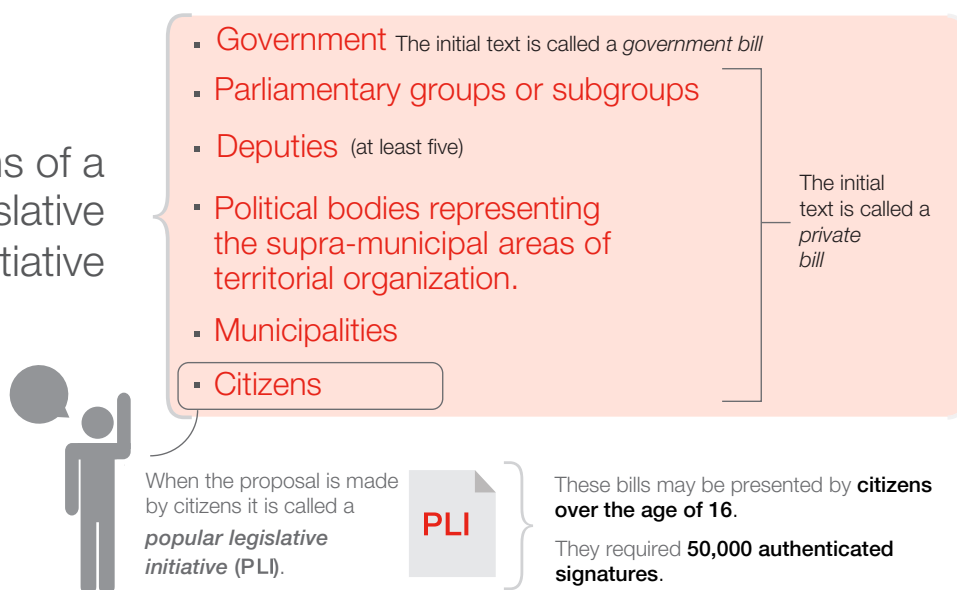 ns of a
slative
tiative
Government The initial text is called a government bill
Parliamentary groups or subgroups
Deputies (at least five)
Political bodies representing
the supra-municipal areas of
territorial organization.
Municipalities
Citizens
The initial
text is called a
private
bill
When the proposal is made
by citizens it is called a
popular legislative
initiative (PLI).
PLI
These bills may be presented by citizens
over the age of 16.
They required 50,000 authenticated
signatures.